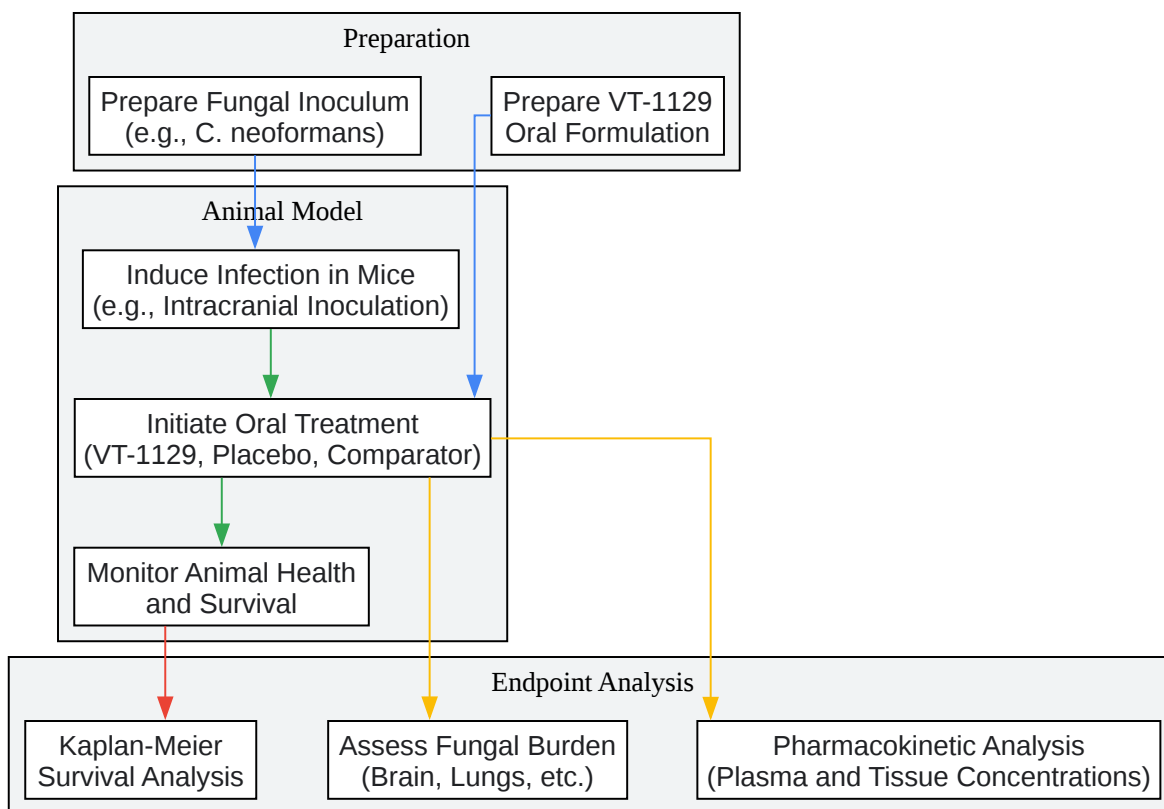 Preparation
Prepare Fungal Inoculum
(e.g., C. neoformans)
Prepare VT-1129
Oral Formulation
Animal Model
Induce Infection in Mice
(e.g., Intracranial Inoculation)
Initiate Oral Treatment
(VT-1129, Placebo, Comparator)
Monitor Animal Health
and Survival
Endpoint Analysis
Kaplan-Meier
Survival Analysis
Assess Fungal Burden
(Brain, Lungs, etc.)
Pharmacokinetic Analysis
(Plasma and Tissue Concentrations)